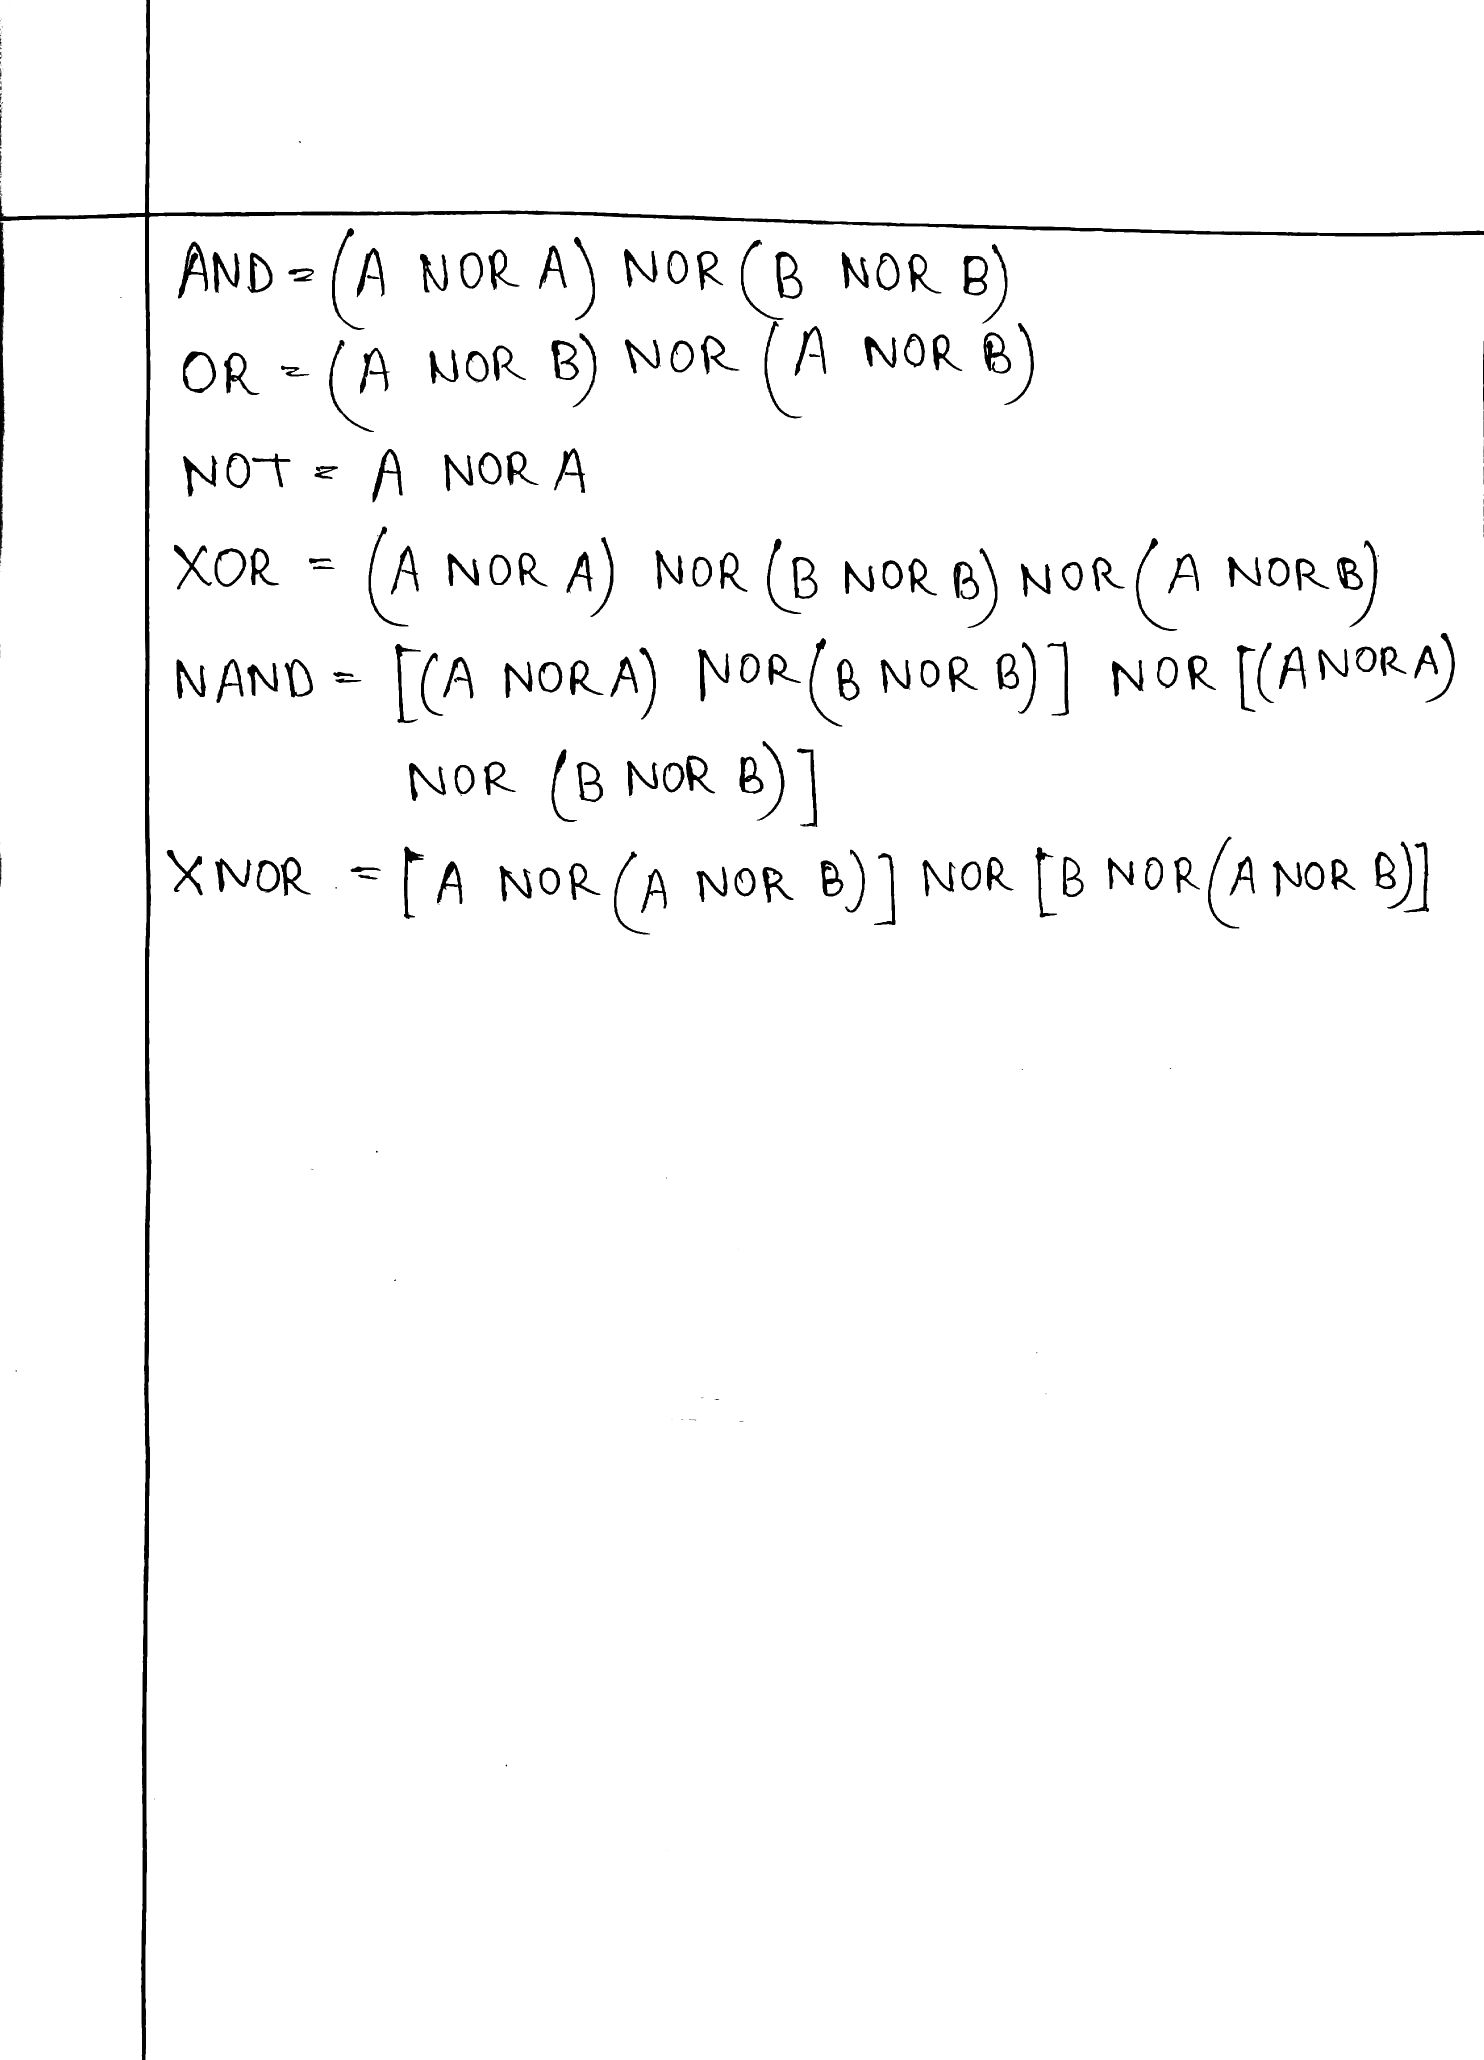 AND = (A NOR A) NOR (B NOR B)
OR = (A NOR B) NOR (A NOR B)
NOT = A NOR A
XOR = (A NOR A) NOR (B NOR B) NOR (A NOR B)
NAND = [(A NOR A) NOR (B NOR B)] NOR [(A NOR A)
NOR (B NOR B)]
XNOR = [A NOR (A NOR B)] NOR [B NOR (A NOR B)]